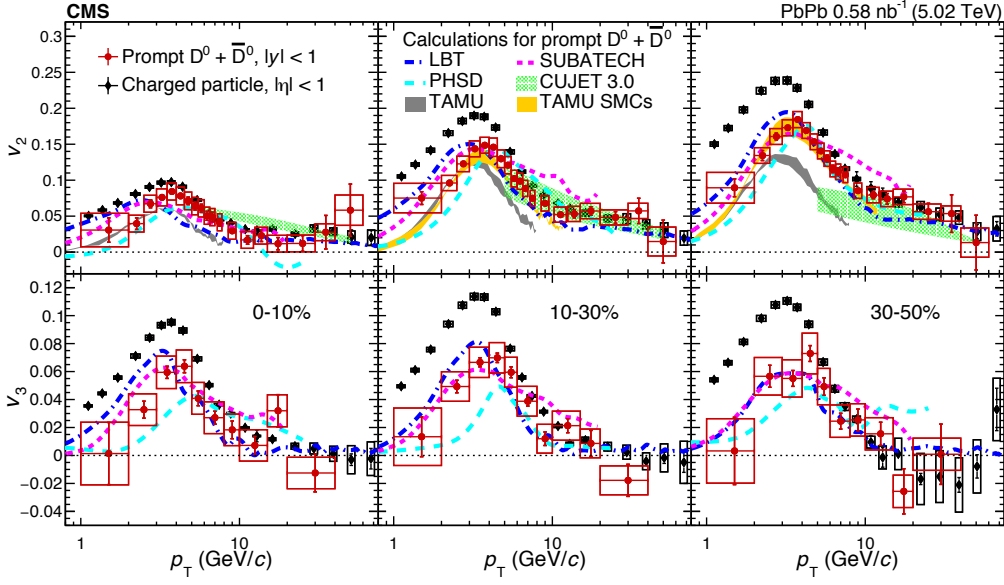 CMS PbPb 0.58 nb⁻¹ (5.02 TeV)
Prompt D⁰ + D̅⁰, |y| < 1
Charged particle, |η| < 1
Calculations for prompt D⁰ + D̅⁰
LBT SUBATECH
PHSD CUJET 3.0
TAMU TAMU SMCs
v₂
0.3
0.25
0.2
0.15
0.1
0.05
0
0-10% 10-30% 30-50%
v₃
0.12
0.1
0.08
0.06
0.04
0.02
0
−0.02
−0.04
1 10 1 10 1 10
p_T (GeV/c) p_T (GeV/c) p_T (GeV/c)